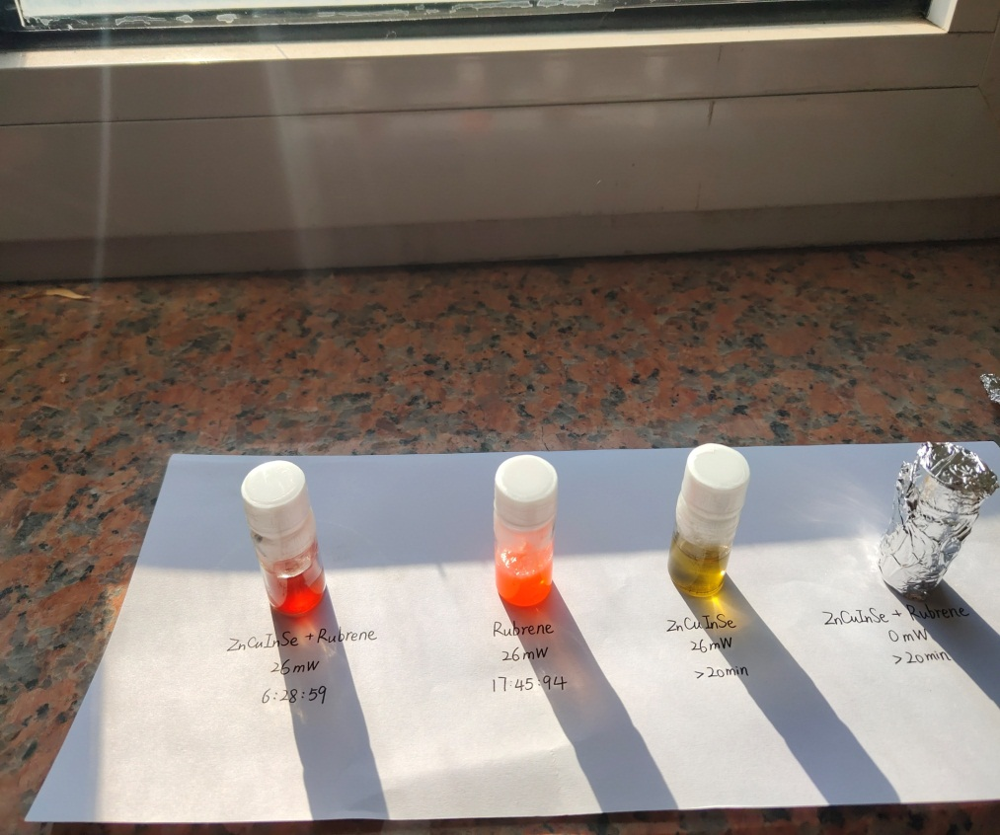 ZnCuInSe + Rubrene
26mW
6:28:59
Rubrene
26mW
17:45:94
ZnCuInSe
26mW
>20min
ZnCuInSe + Rubrene
0mW
>20min